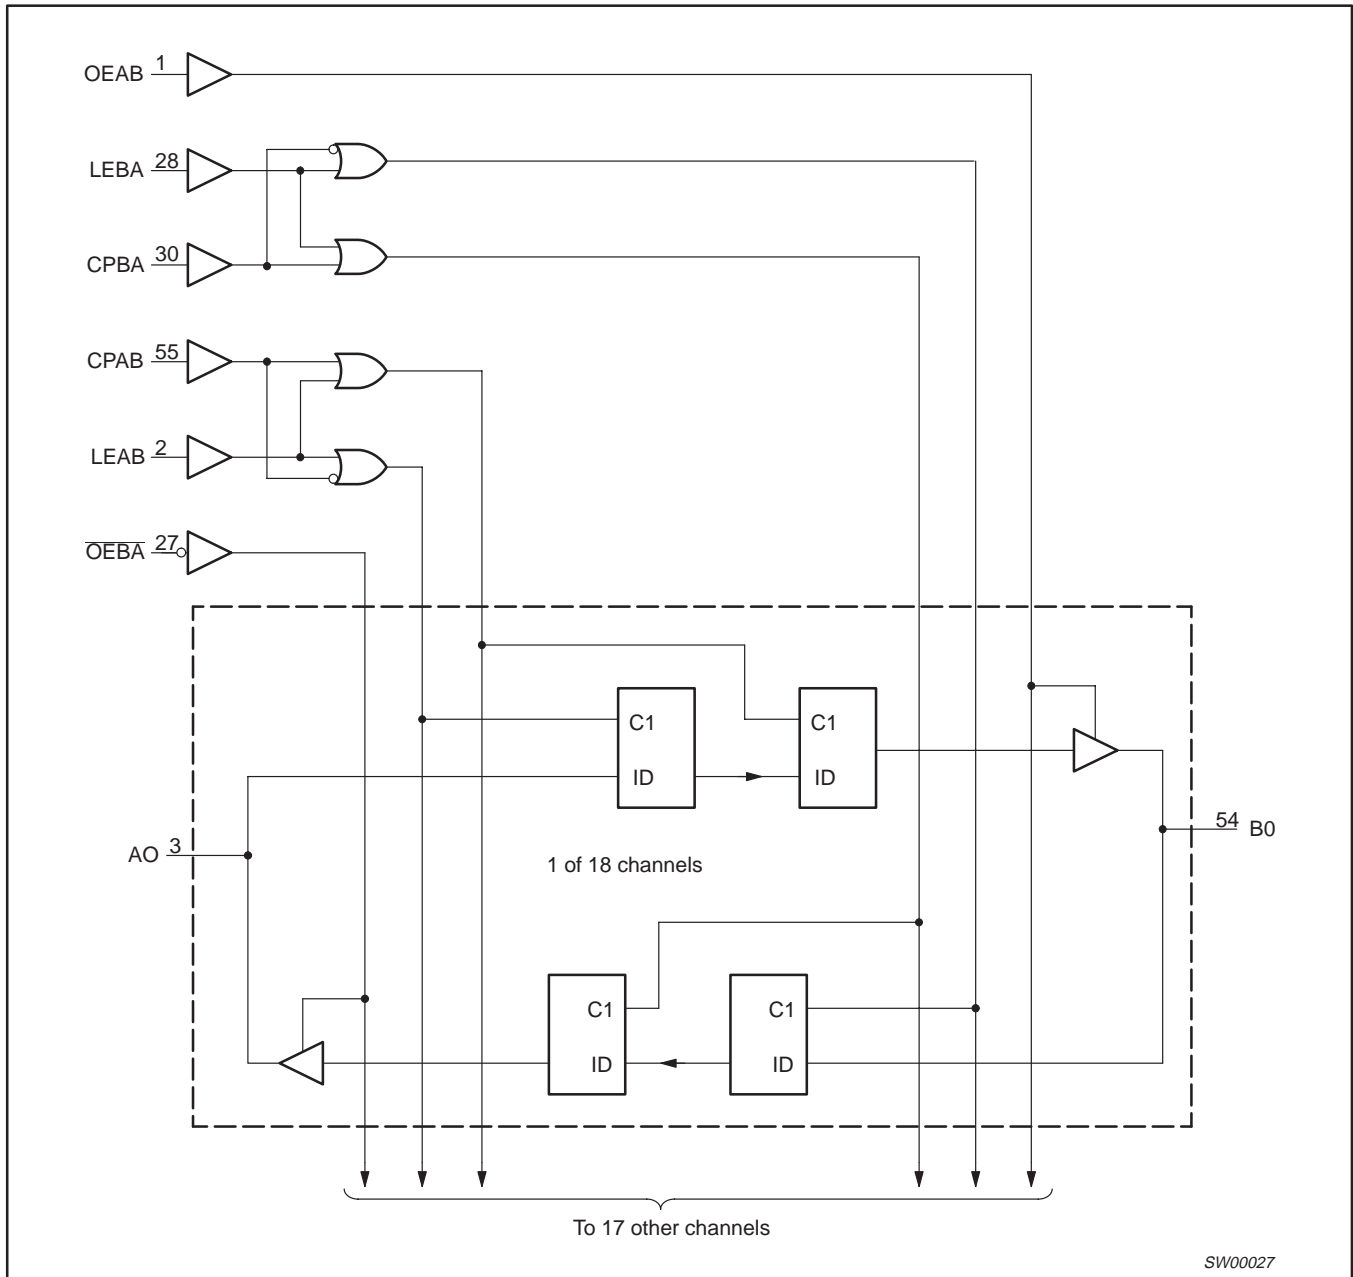 OEAB 1
LEBA 28
CPBA 30
CPAB 55
LEAB 2
OEBA 27
C1
ID
C1
ID
54 B0
AO 3
1 of 18 channels
C1
ID
C1
ID
To 17 other channels
SW00027